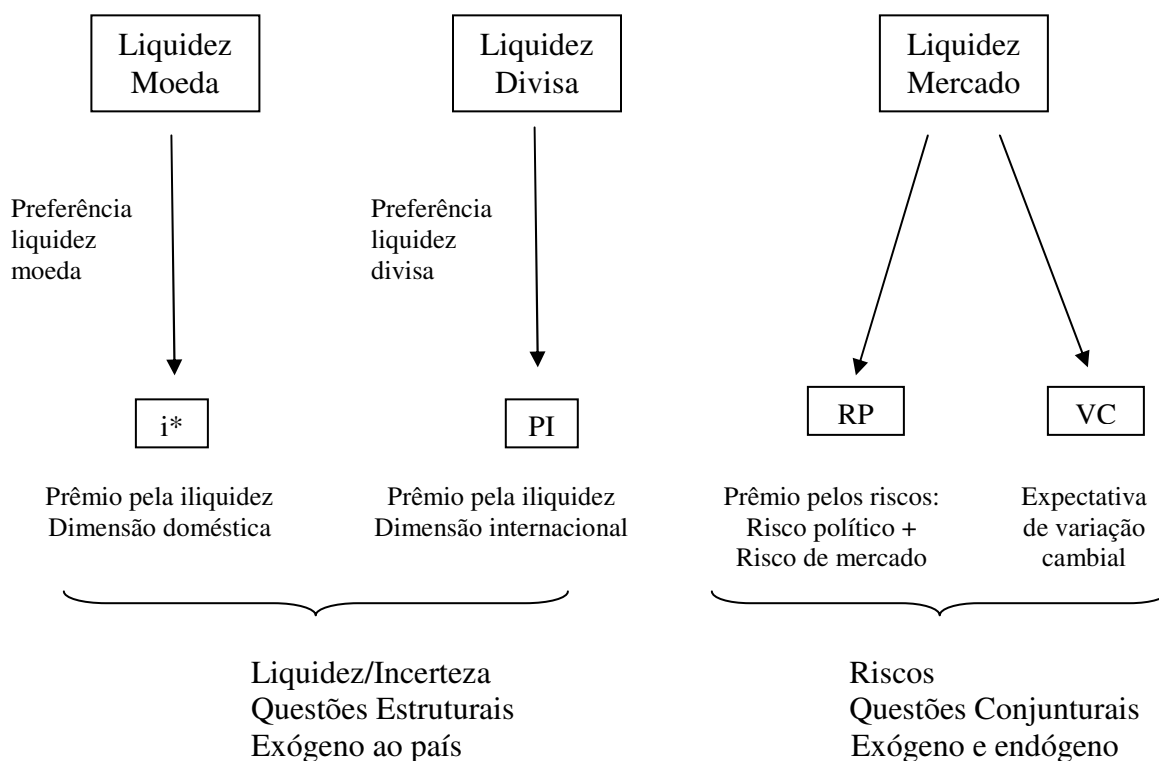 Liquidez
Moeda
Liquidez
Divisa
Liquidez
Mercado
Preferência
liquidez
moeda
Preferência
liquidez
divisa
i*
PI
RP
VC
Prêmio pela iliquidez
Dimensão doméstica
Prêmio pela iliquidez
Dimensão internacional
Prêmio pelos riscos:
Risco político +
Risco de mercado
Expectativa
de variação
cambial
Liquidez/Incerteza
Questões Estruturais
Exógeno ao país
Riscos
Questões Conjunturais
Exógeno e endógeno